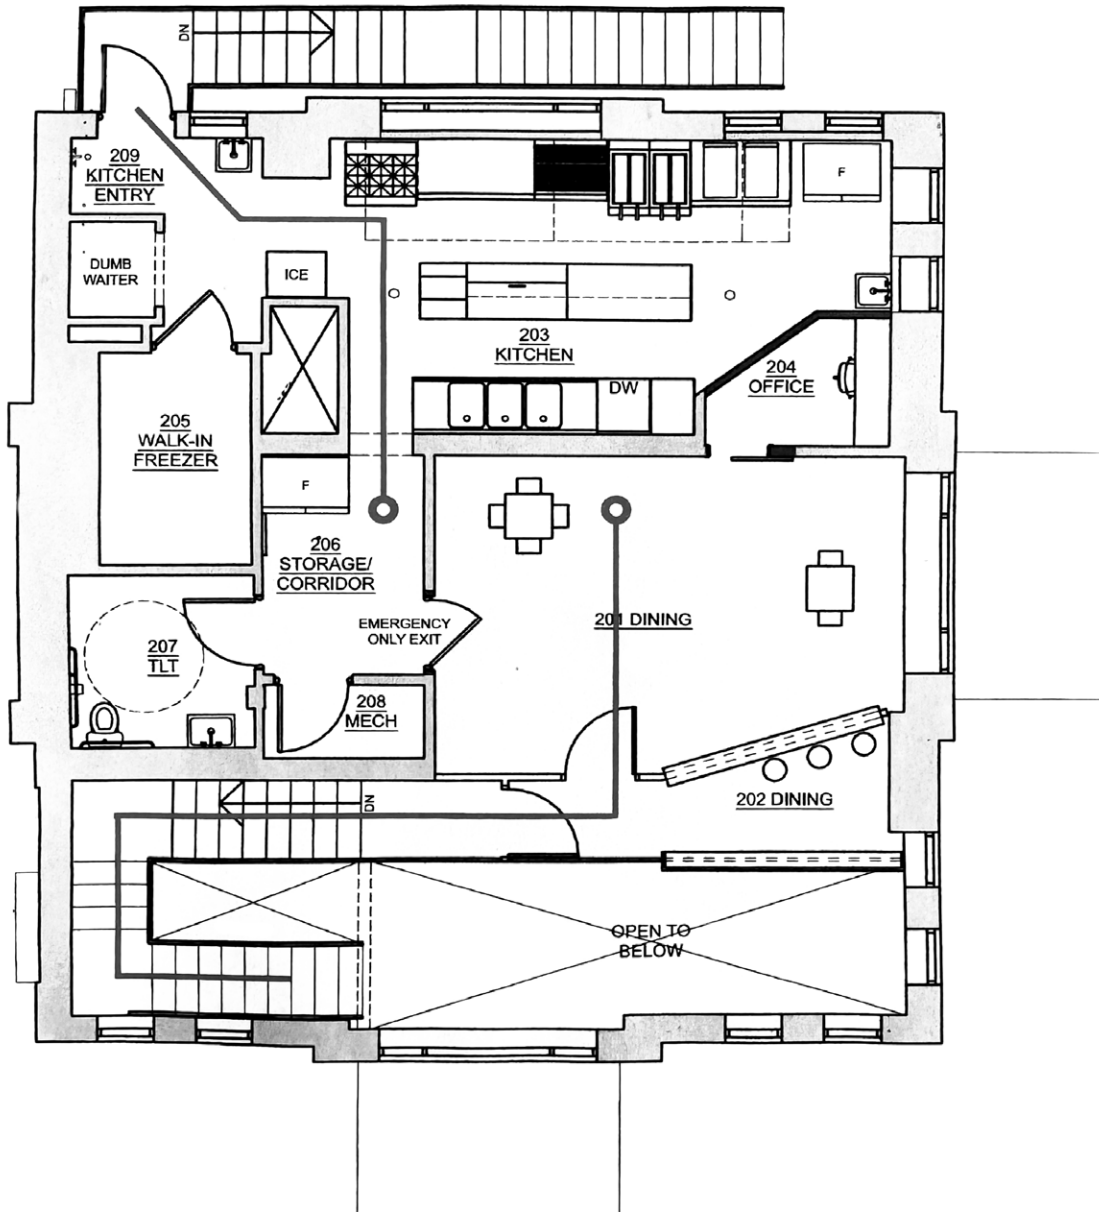 DN
209
KITCHEN
ENTRY
F
DUMB
WAITER
ICE
203
KITCHEN
204
OFFICE
DW
205
WALK-IN
FREEZER
F
206
STORAGE/
CORRIDOR
EMERGENCY
ONLY EXIT
201 DINING
207
TLT
208
MECH
202 DINING
DN
OPEN TO
BELOW